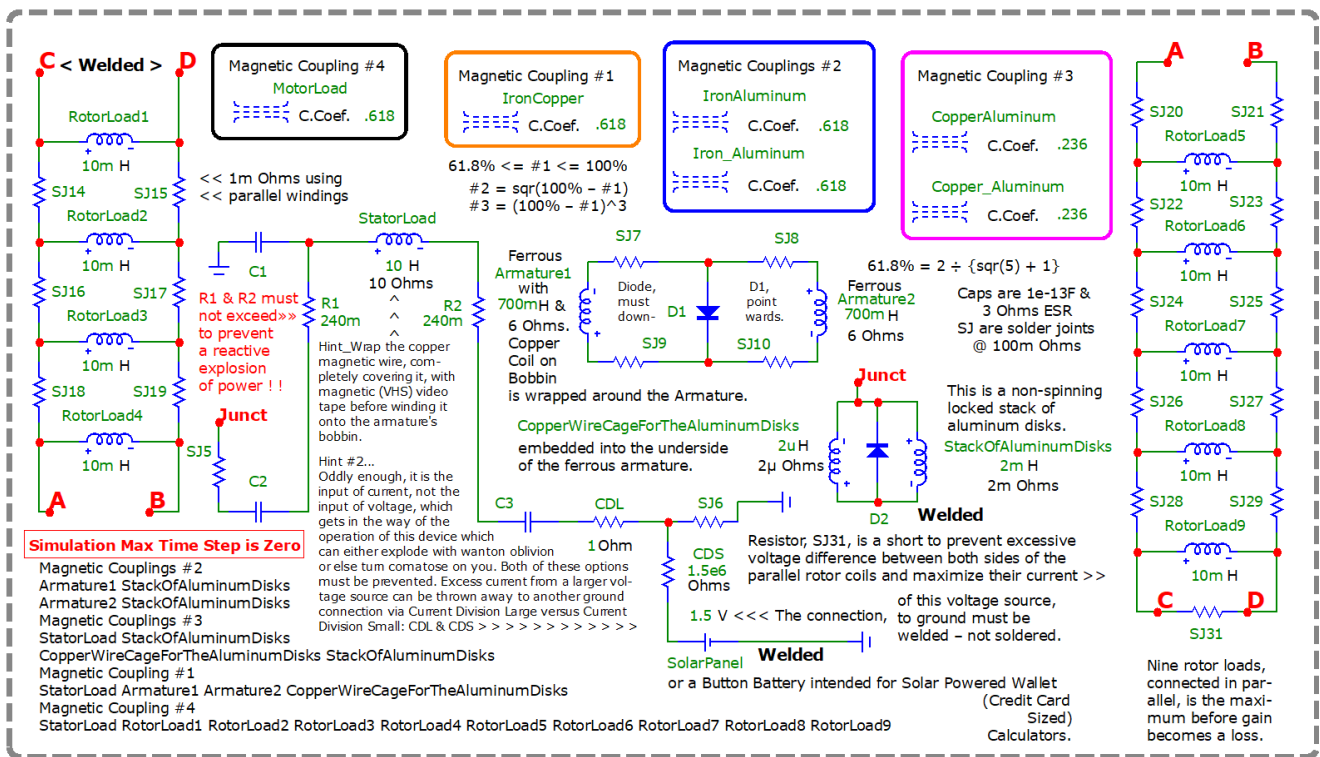 C < Welded > D
RotorLoad1
10m H
SJ14
SJ15
RotorLoad2
10m H
SJ16
SJ17
RotorLoad3
10m H
SJ18
SJ19
RotorLoad4
10m H
A
B
Magnetic Coupling #4
MotorLoad
C.Coef. .618
<< 1m Ohms using
<< parallel windings
Magnetic Coupling #1
IronCopper
C.Coef. .618
61.8% <= #1 <= 100%
#2 = sqr(100% – #1)
#3 = (100% – #1)^3
Magnetic Couplings #2
IronAluminum
C.Coef. .618
Iron_Aluminum
C.Coef. .618
Magnetic Coupling #3
CopperAluminum
C.Coef. .236
Copper_Aluminum
C.Coef. .236
A
B
SJ20
SJ21
RotorLoad5
10m H
SJ22
SJ23
RotorLoad6
10m H
SJ24
SJ25
RotorLoad7
10m H
SJ26
SJ27
RotorLoad8
10m H
SJ28
SJ29
RotorLoad9
10m H
C
D
SJ31
C1
StatorLoad
10 H
10 Ohms
^
^
^
R1
240m
R2
240m
R1 & R2 must
not exceed»»
to prevent
a reactive
explosion
of power ! !
Junct
SJ5
C2
Hint_Wrap the copper
magnetic wire, com-
pletely covering it, with
magnetic (VHS) video
tape before winding it
onto the armature's
bobbin.
Hint #2...
Oddly enough, it is the
input of current, not the
input of voltage, which
gets in the way of the
operation of this device which
can either explode with wanton oblivion
or else turn comatose on you. Both of these options
must be prevented. Excess current from a larger vol-
tage source can be thrown away to another ground
connection via Current Division Large versus Current
Division Small: CDL & CDS > > > > > > > > > > > >
Ferrous
Armature1
with
700mH &
6 Ohms.
Copper
Coil on
Bobbin
is wrapped around the Armature.
SJ7
SJ8
Diode,
must
down-
D1
D1,
point
wards.
SJ9
SJ10
Ferrous
Armature2
700m H
6 Ohms
61.8% = 2 ÷ {sqr(5) + 1}
Caps are 1e-13F &
3 Ohms ESR
SJ are solder joints
@ 100m Ohms
Junct
This is a non-spinning
locked stack of
aluminum disks.
CopperWireCageForTheAluminumDisks
embedded into the underside
of the ferrous armature.
2u H
2µ Ohms
StackOfAluminumDisks
2m H
2m Ohms
D2
Welded
C3
CDL
1 Ohm
SJ6
CDS
1.5e6
Ohms
Resistor, SJ31, is a short to prevent excessive
voltage difference between both sides of the
parallel rotor coils and maximize their current >>
1.5 V <<< The connection,
of this voltage source,
to ground must be
welded – not soldered.
SolarPanel
Welded
or a Button Battery intended for Solar Powered Wallet
(Credit Card
Sized)
Calculators.
Nine rotor loads,
connected in par-
allel, is the maxi-
mum before gain
becomes a loss.
Simulation Max Time Step is Zero
Magnetic Couplings #2
Armature1 StackOfAluminumDisks
Armature2 StackOfAluminumDisks
Magnetic Couplings #3
StatorLoad StackOfAluminumDisks
CopperWireCageForTheAluminumDisks StackOfAluminumDisks
Magnetic Coupling #1
StatorLoad Armature1 Armature2 CopperWireCageForTheAluminumDisks
Magnetic Coupling #4
StatorLoad RotorLoad1 RotorLoad2 RotorLoad3 RotorLoad4 RotorLoad5 RotorLoad6 RotorLoad7 RotorLoad8 RotorLoad9